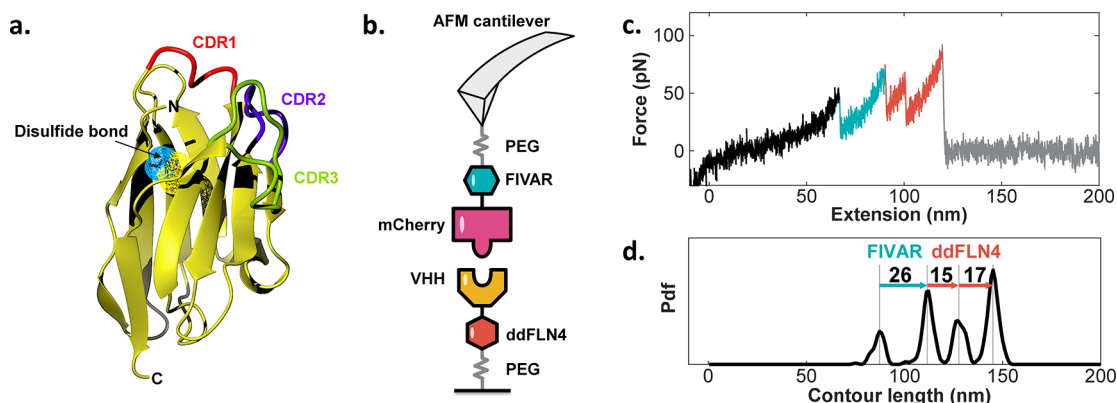 a.
CDR1
N
CDR2
Disulfide bond
CDR3
C
b.
AFM cantilever
PEG
FIVAR
mCherry
VHH
ddFLN4
PEG
c.
Force (pN)
100
50
0
0 50 100 150 200
Extension (nm)
d.
FIVAR ddFLN4
26 15 17
Pdf
0 50 100 150 200
Contour length (nm)